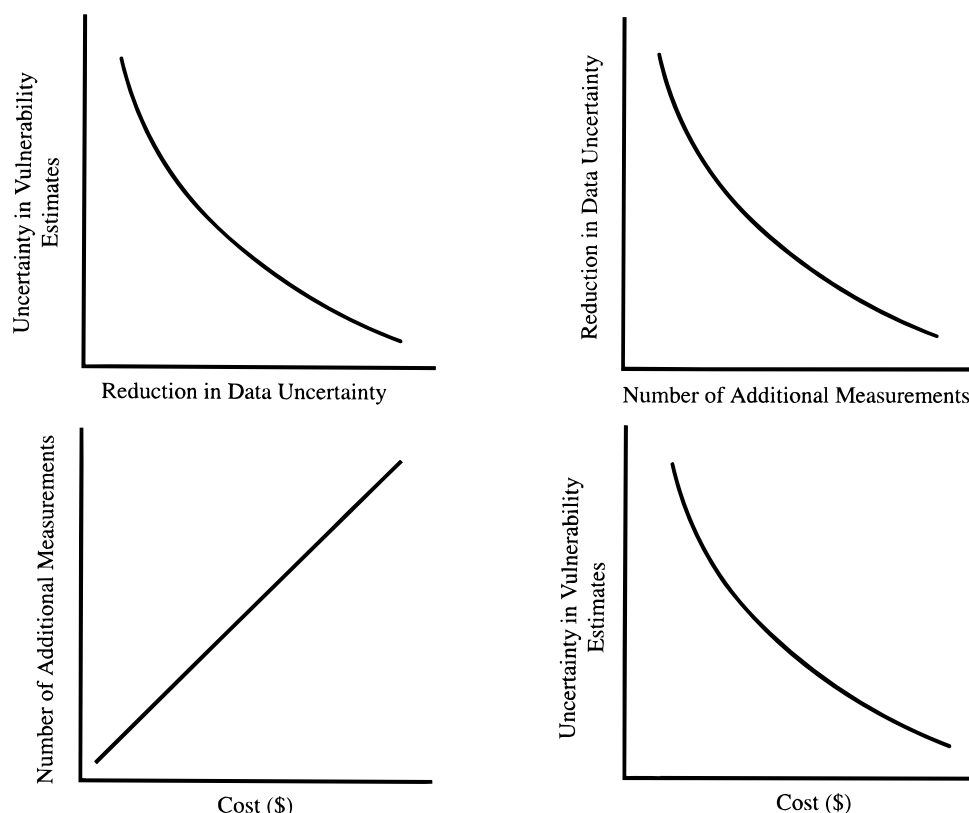 Uncertainty in Vulnerability
Estimates
Reduction in Data Uncertainty
Reduction in Data Uncertainty
Number of Additional Measurements
Number of Additional Measurements
Cost ($)
Uncertainty in Vulnerability
Estimates
Cost ($)